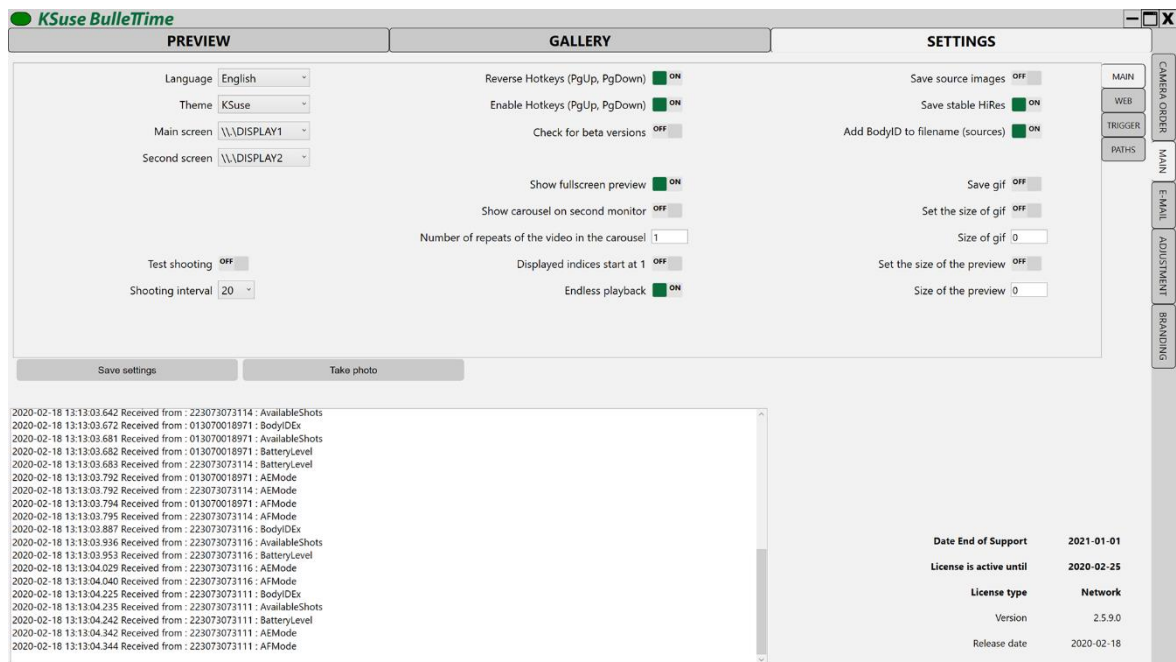 KSuse BulleTime
PREVIEW GALLERY SETTINGS
Language English
Theme KSuse
Main screen \\.\DISPLAY1
Second screen \\.\DISPLAY2
Test shooting OFF
Shooting interval 20
Reverse Hotkeys (PgUp, PgDown) ON
Enable Hotkeys (PgUp, PgDown) ON
Check for beta versions OFF
Show fullscreen preview ON
Show carousel on second monitor OFF
Number of repeats of the video in the carousel 1
Displayed indices start at 1 OFF
Endless playback ON
Save source images OFF
Save stable HiRes ON
Add BodyID to filename (sources) ON
Save gif OFF
Set the size of gif OFF
Size of gif 0
Set the size of the preview OFF
Size of the preview 0
MAIN
WEB
TRIGGER
PATHS
CAMERA ORDER
MAIN
E-MAIL
ADJUSTMENT
BRANDING
Save settings Take photo
2020-02-18 13:13:03.642 Received from : 223073073114 : AvailableShots
2020-02-18 13:13:03.672 Received from : 013070018971 : BodyIDEx
2020-02-18 13:13:03.681 Received from : 013070018971 : AvailableShots
2020-02-18 13:13:03.682 Received from : 013070018971 : BatteryLevel
2020-02-18 13:13:03.683 Received from : 223073073114 : BatteryLevel
2020-02-18 13:13:03.792 Received from : 013070018971 : AEMode
2020-02-18 13:13:03.792 Received from : 223073073114 : AEMode
2020-02-18 13:13:03.794 Received from : 013070018971 : AFMode
2020-02-18 13:13:03.795 Received from : 223073073114 : AFMode
2020-02-18 13:13:03.887 Received from : 223073073116 : BodyIDEx
2020-02-18 13:13:03.936 Received from : 223073073116 : AvailableShots
2020-02-18 13:13:03.953 Received from : 223073073116 : BatteryLevel
2020-02-18 13:13:04.029 Received from : 223073073116 : AEMode
2020-02-18 13:13:04.040 Received from : 223073073116 : AFMode
2020-02-18 13:13:04.225 Received from : 223073073111 : BodyIDEx
2020-02-18 13:13:04.235 Received from : 223073073111 : AvailableShots
2020-02-18 13:13:04.242 Received from : 223073073111 : BatteryLevel
2020-02-18 13:13:04.342 Received from : 223073073111 : AEMode
2020-02-18 13:13:04.344 Received from : 223073073111 : AFMode
Date End of Support 2021-01-01
License is active until 2020-02-25
License type Network
Version 2.5.9.0
Release date 2020-02-18